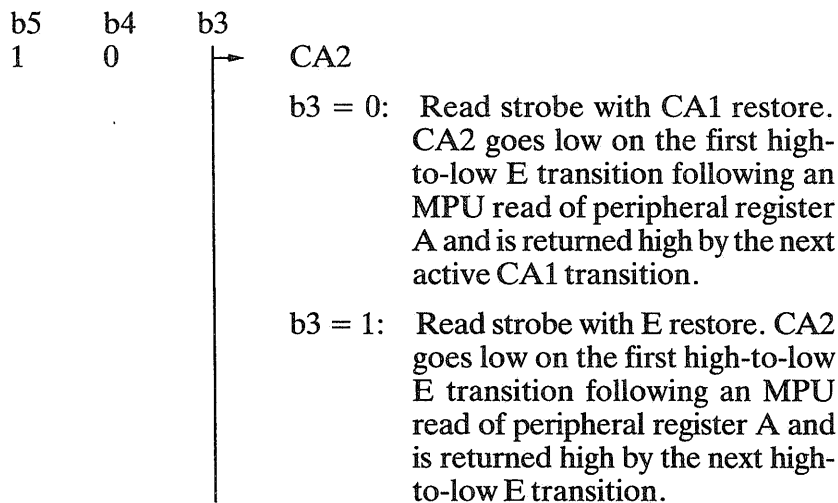 b5 b4 b3
1 0 CA2
b3 = 0: Read strobe with CA1 restore.
CA2 goes low on the first high-
to-low E transition following an
MPU read of peripheral register
A and is returned high by the next
active CA1 transition.
b3 = 1: Read strobe with E restore. CA2
goes low on the first high-to-low
E transition following an MPU
read of peripheral register A and
is returned high by the next high-
to-low E transition.